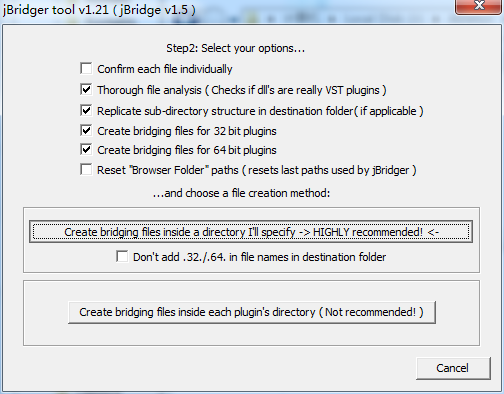 jBridger tool v1.21 ( jBridge v1.5 )
Step2: Select your options...
Confirm each file individually
Thorough file analysis ( Checks if dll's are really VST plugins )
Replicate sub-directory structure in destination folder( if applicable )
Create bridging files for 32 bit plugins
Create bridging files for 64 bit plugins
Reset "Browser Folder" paths ( resets last paths used by jBridger )
...and choose a file creation method:
Create bridging files inside a directory I'll specify -> HIGHLY recommended! <-
Don't add .32./.64. in file names in destination folder
Create bridging files inside each plugin's directory ( Not recommended! )
Cancel